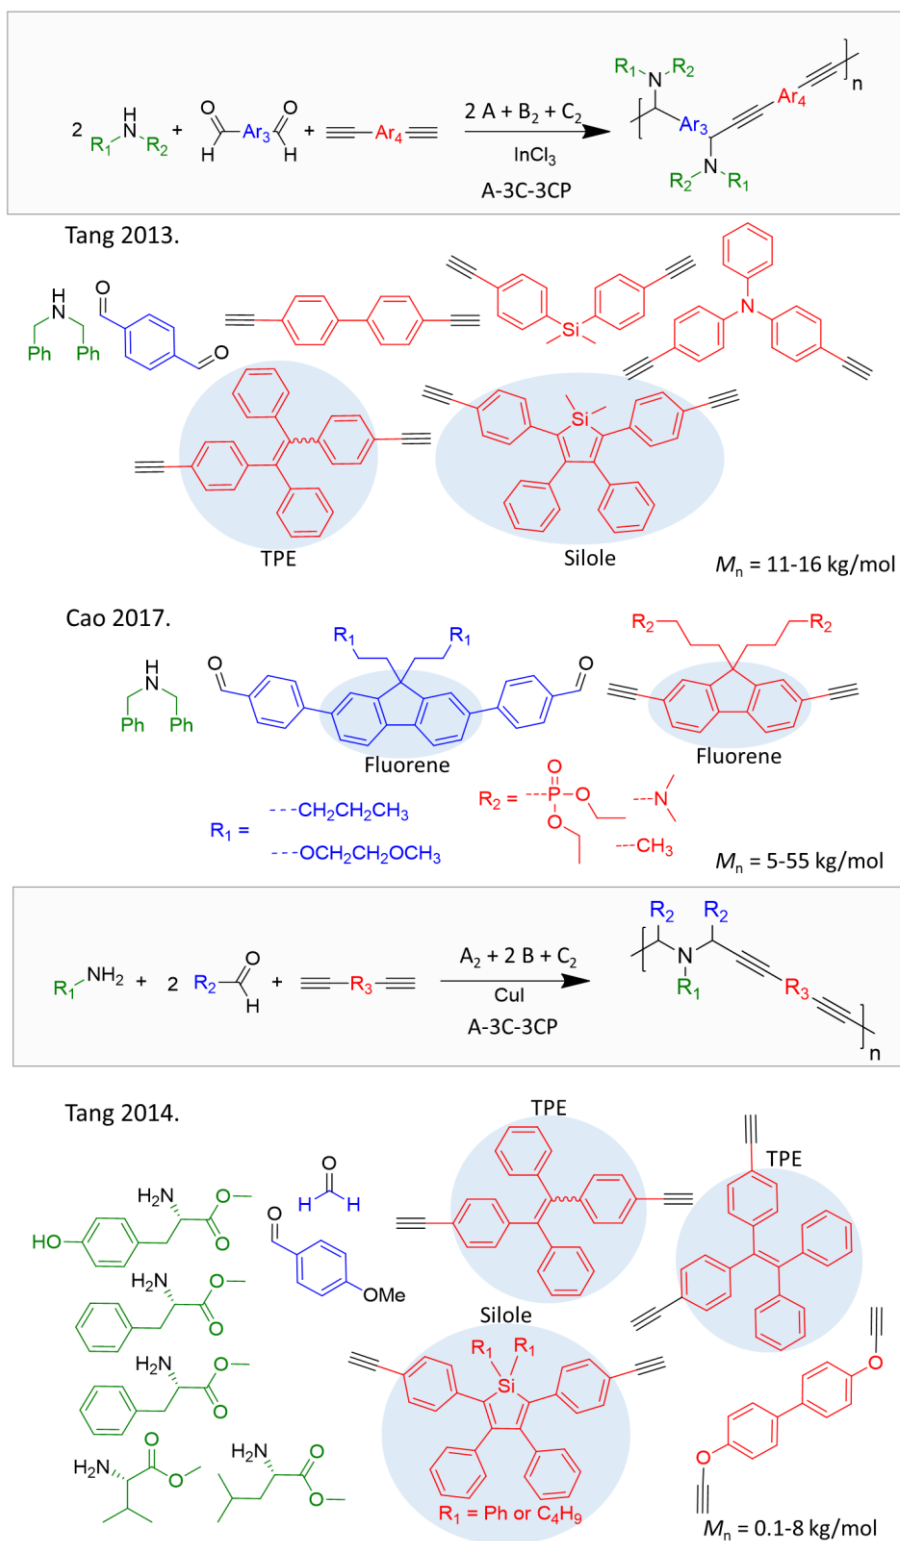 2 R₁ H N R₂ + O H Ar₃ O H + Ar₄ 2 A + B₂ + C₂ R₁ N R₂ Ar₃ Ar₄ n
InCl₃
A-3C-3CP R₂ N R₁
Tang 2013.
H N Ph Ph O O Si N
TPE Si
Silole
Mn = 11-16 kg/mol
Cao 2017.
H N Ph Ph O R₁ R₁ O R₂ R₂
Fluorene Fluorene
R₁ = ---CH₂CH₂CH₃
---OCH₂CH₂OCH₃
R₂ = ---P O O O ---N
---CH₃
Mn = 5-55 kg/mol
R₁ NH₂ + 2 R₂ O H + R₃ A₂ + 2 B + C₂ R₂ R₂ N R₁ R₃ n
CuI
A-3C-3CP
Tang 2014.
TPE
TPE
H₂N O O HO
O H H
O OMe
H₂N O O
H₂N O O
H₂N O O
H₂N O O
Silole
R₁ R₁ Si
R₁ = Ph or C₄H₉
O O
Mn = 0.1-8 kg/mol